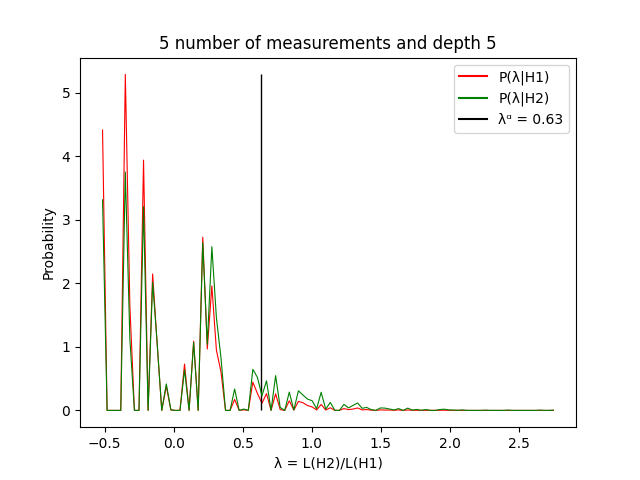 5 number of measurements and depth 5
P(λ|H1)
P(λ|H2)
λᵅ = 0.63
Probability
5
4
3
2
1
0
−0.5 0.0 0.5 1.0 1.5 2.0 2.5
λ = L(H2)/L(H1)